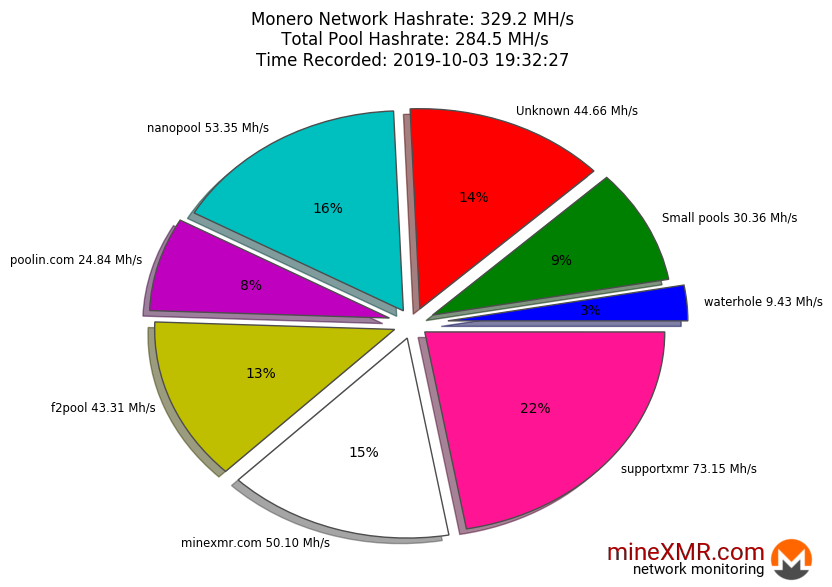 Monero Network Hashrate: 329.2 MH/s
Total Pool Hashrate: 284.5 MH/s
Time Recorded: 2019-10-03 19:32:27
Unknown 44.66 Mh/s
nanopool 53.35 Mh/s
14%
16%
Small pools 30.36 Mh/s
9%
poolin.com 24.84 Mh/s
8%
waterhole 9.43 Mh/s
3%
13%
f2pool 43.31 Mh/s
22%
15%
supportxmr 73.15 Mh/s
minexmr.com 50.10 Mh/s
mineXMR.com
network monitoring